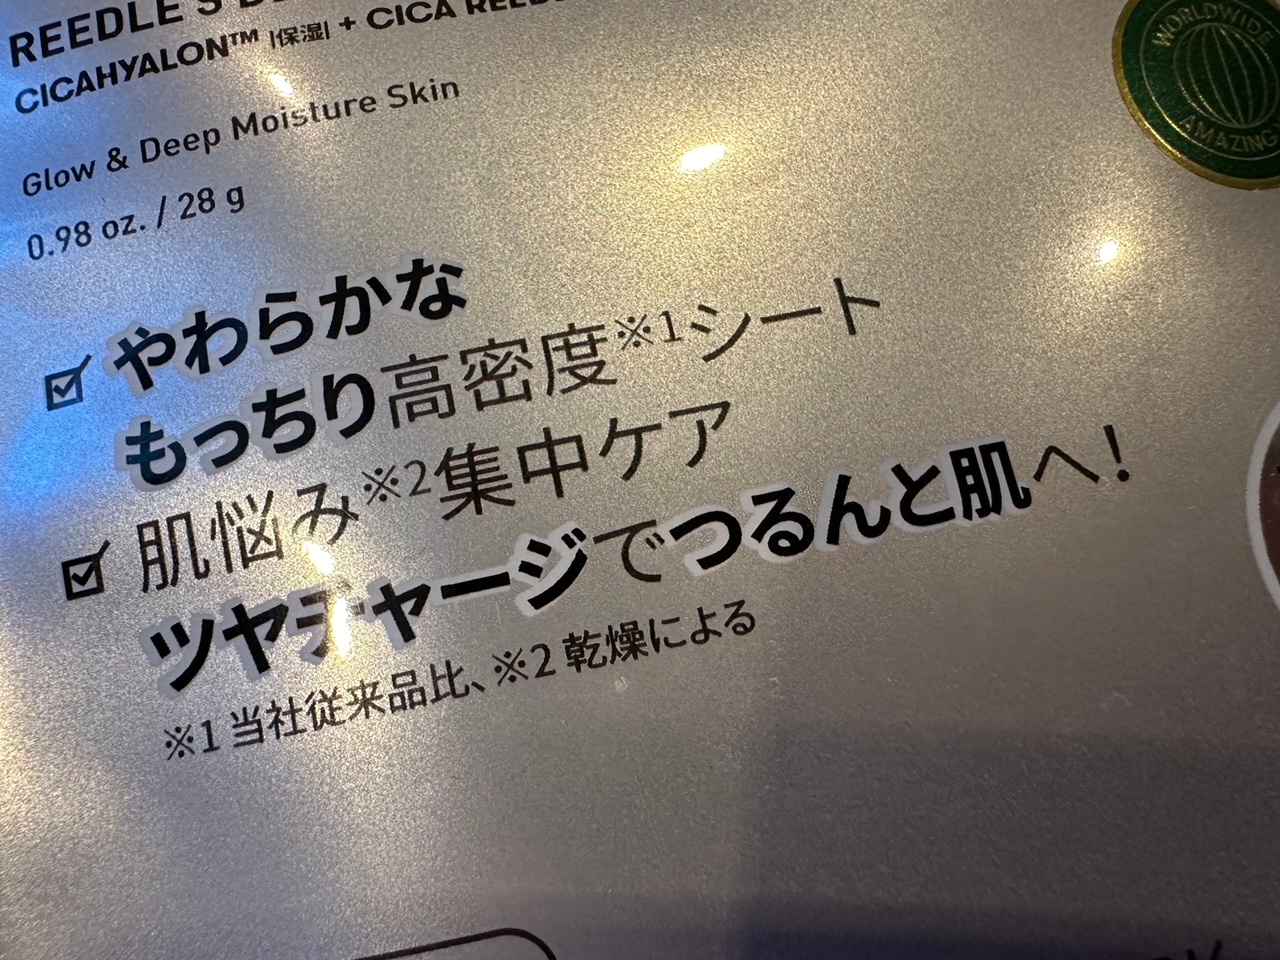 REEDLE'S
CICAHYALON™ |保湿| + CICA
Glow & Deep Moisture Skin
0.98 oz. / 28 g
WORLDWIDE
AMAZING
☑ やわらかな
もっちり高密度※1シート
☑ 肌悩み※2集中ケア
ツヤチャージでつるんと肌へ!
※1 当社従来品比、※2 乾燥による